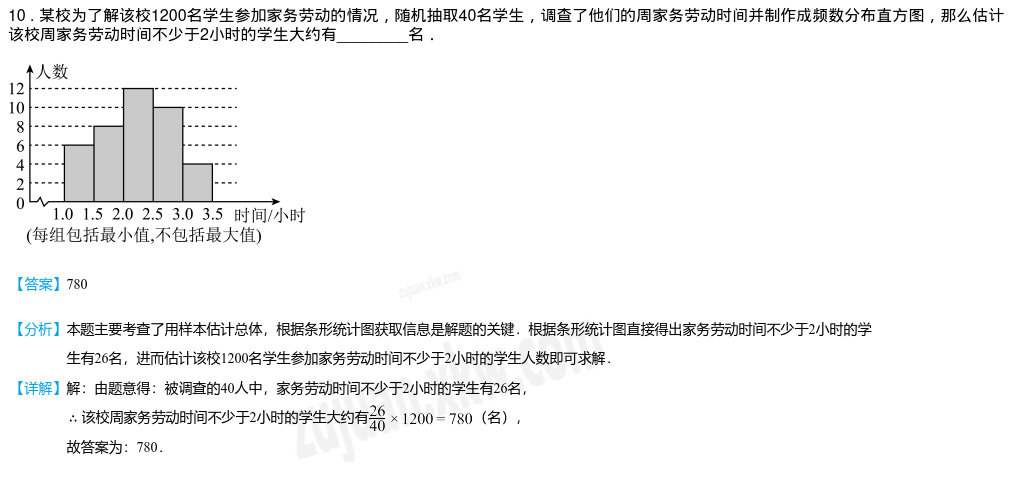 10．某校为了解该校1200名学生参加家务劳动的情况，随机抽取40名学生，调查了他们的周家务劳动时间并制作成频数分布直方图，那么估计
该校周家务劳动时间不少于2小时的学生大约有_________名．
人数
12
10
8
6
4
2
0
1.0 1.5 2.0 2.5 3.0 3.5 时间/小时
(每组包括最小值,不包括最大值)
【答案】780
zujuan.xkw.com
【分析】本题主要考查了用样本估计总体，根据条形统计图获取信息是解题的关键．根据条形统计图直接得出家务劳动时间不少于2小时的学
生有26名，进而估计该校1200名学生参加家务劳动时间不少于2小时的学生人数即可求解．
【详解】解：由题意得：被调查的40人中，家务劳动时间不少于2小时的学生有26名，
∴该校周家务劳动时间不少于2小时的学生大约有26/40 × 1200 = 780（名），
故答案为：780．
zujuan.xkw.com